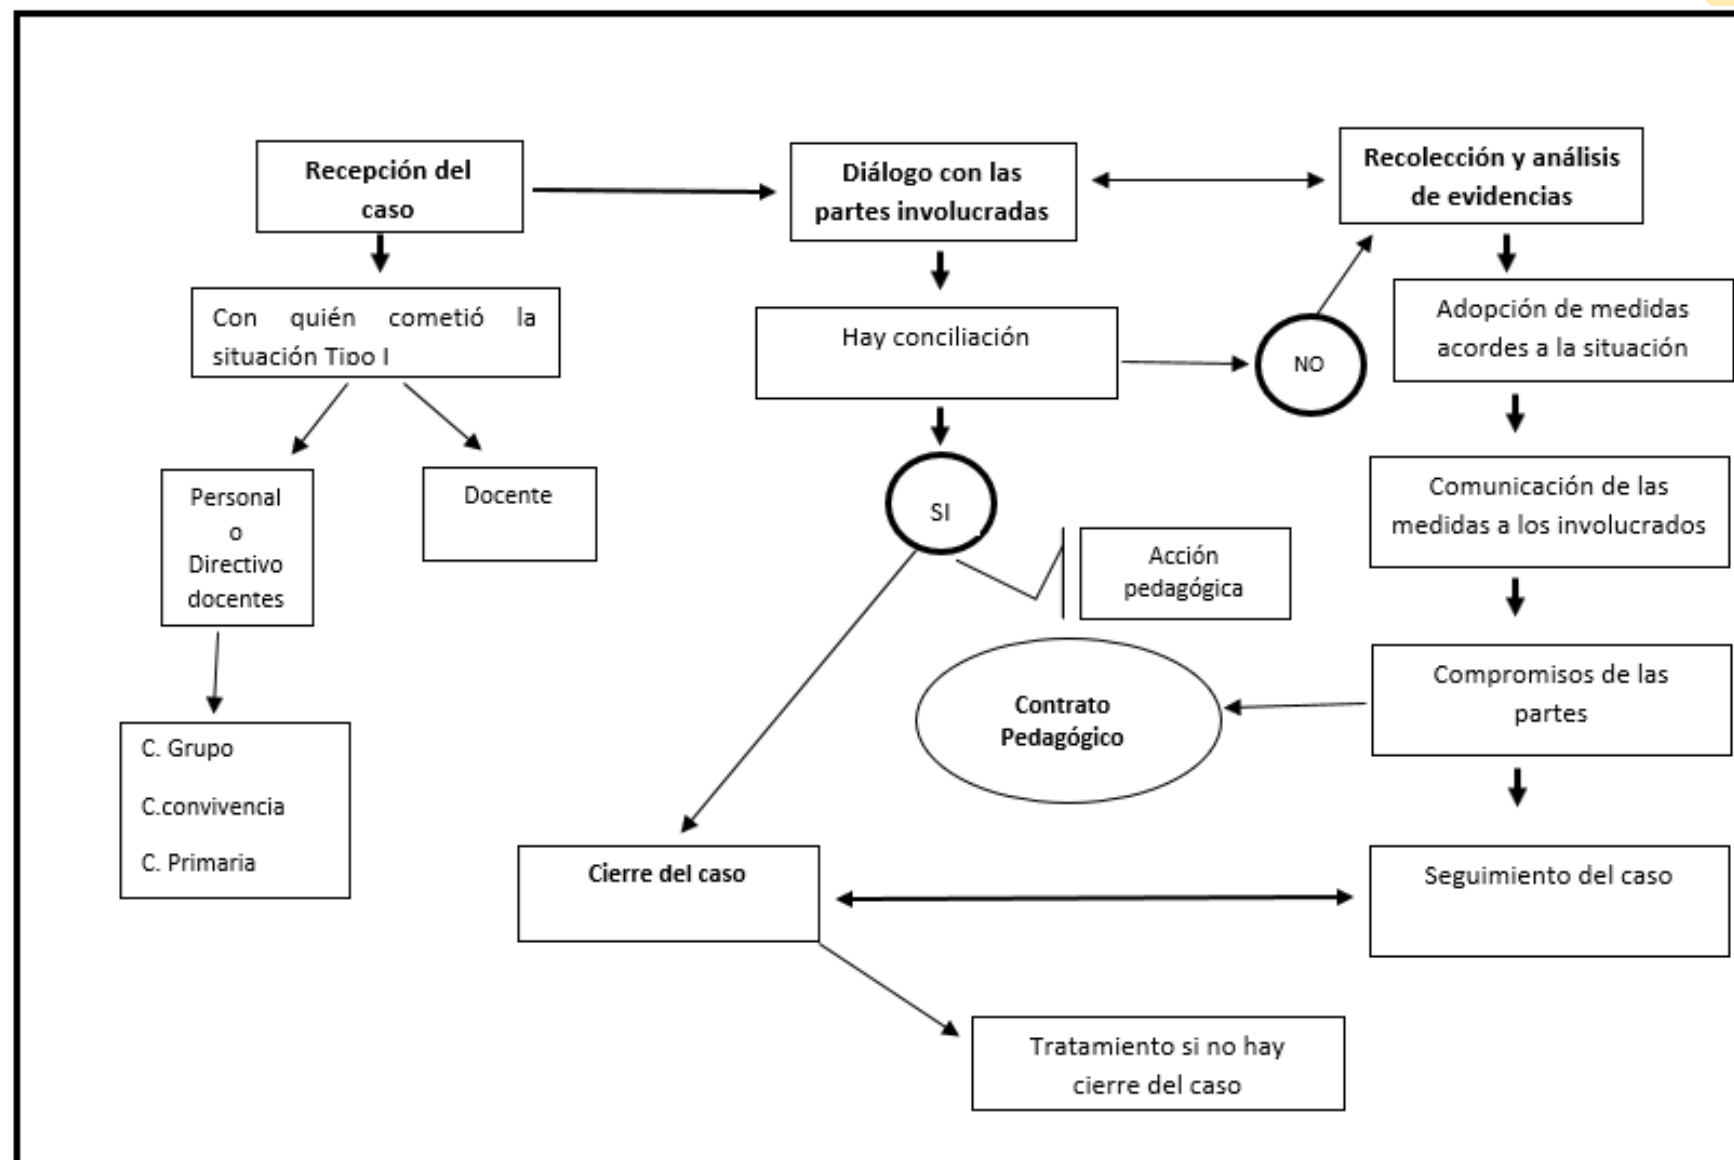 Recepción del
caso
Diálogo con las
partes involucradas
Recolección y análisis
de evidencias
Con quién cometió la
situación Tipo I
Hay conciliación
NO
Adopción de medidas
acordes a la situación
Personal
o
Directivo
docentes
Docente
SI
Acción
pedagógica
Comunicación de las
medidas a los involucrados
C. Grupo
C.convivencia
C. Primaria
Contrato
Pedagógico
Compromisos de las
partes
Cierre del caso
Seguimiento del caso
Tratamiento si no hay
cierre del caso